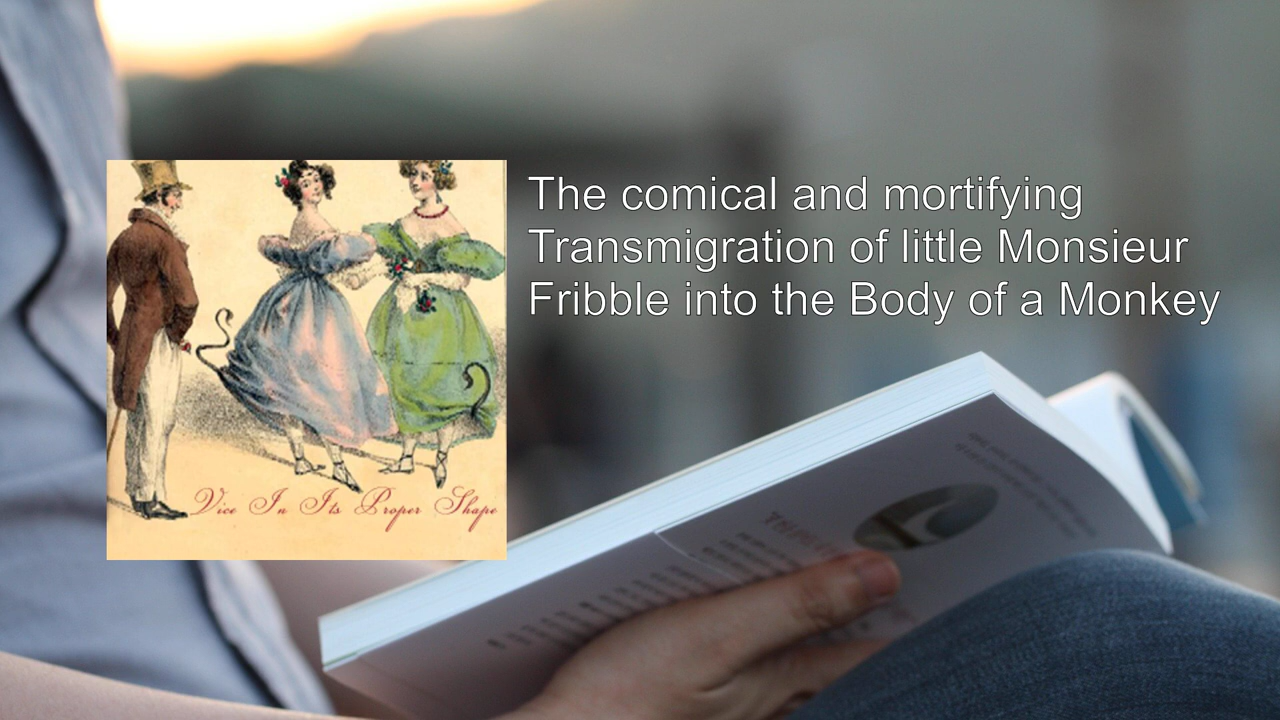 The comical and mortifying
Transmigration of little Monsieur
Fribble into the Body of a Monkey
Vice In Its Proper Shape